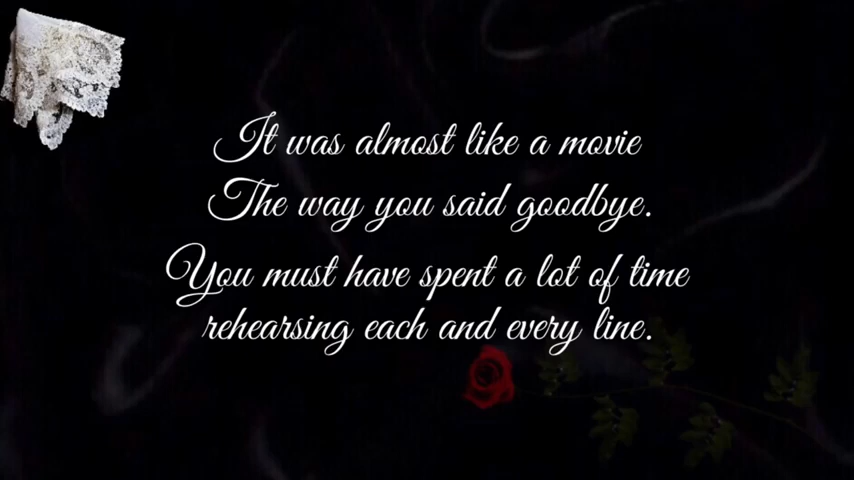 It was almost like a movie
The way you said goodbye.
You must have spent a lot of time
rehearsing each and every line.